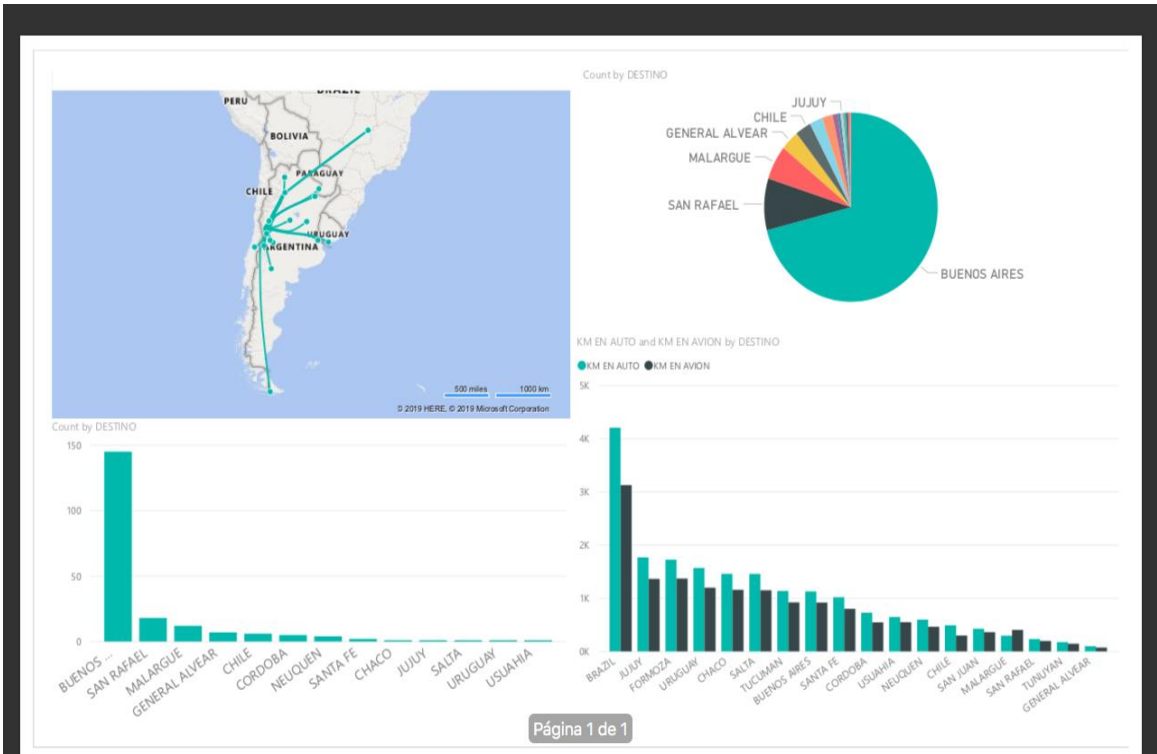 PERU
BRAZIL
BOLIVIA
PARAGUAY
CHILE
URUGUAY
ARGENTINA
500 miles 1000 km
© 2019 HERE, © 2019 Microsoft Corporation
Count by DESTINO
JUJUY
CHILE
GENERAL ALVEAR
MALARGUE
SAN RAFAEL
BUENOS AIRES
Count by DESTINO
150
100
50
0
BUENOS ...
SAN RAFAEL
MALARGUE
GENERAL ALVEAR
CHILE
CORDOBA
NEUQUEN
SANTA FE
CHACO
JUJUY
SALTA
URUGUAY
USUAHIA
KM EN AUTO and KM EN AVION by DESTINO
KM EN AUTO KM EN AVION
5K
4K
3K
2K
1K
0K
BRAZIL
JUJUY
FORMOZA
URUGUAY
CHACO
SALTA
TUCUMAN
BUENOS AIRES
SANTA FE
CORDOBA
USUAHIA
NEUQUEN
CHILE
SAN JUAN
MALARGUE
SAN RAFAEL
TUNUYAN
GENERAL ALVEAR
Página 1 de 1